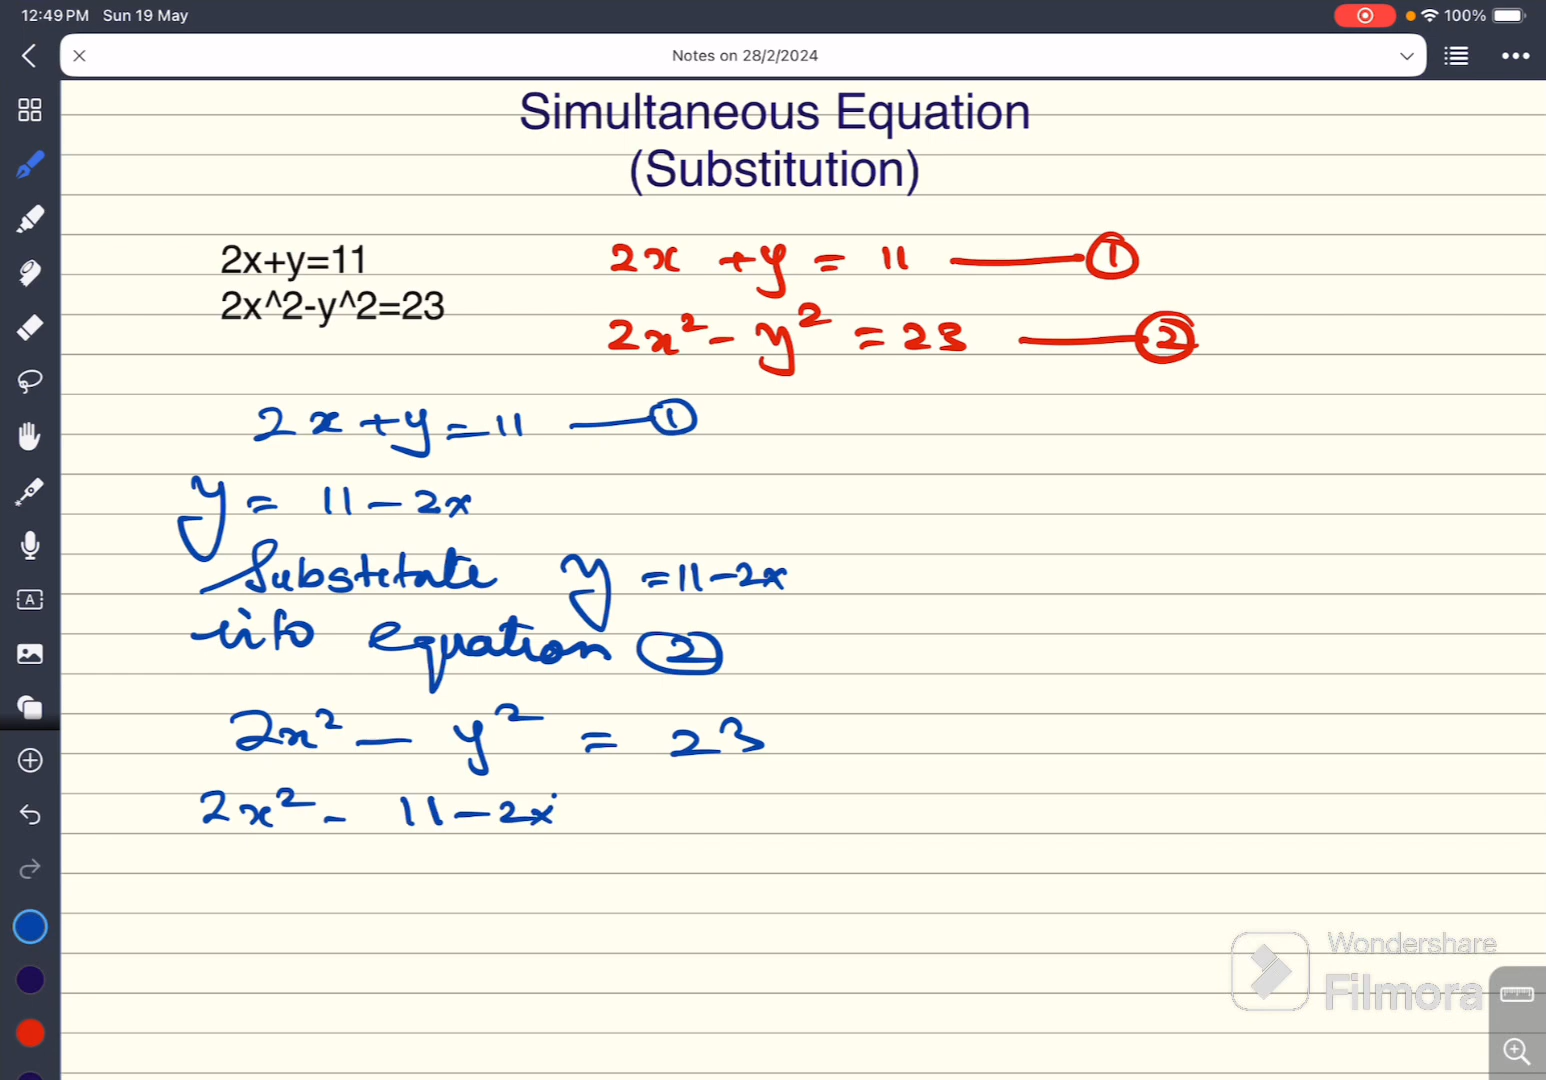 12:49 PM Sun 19 May 100%
Notes on 28/2/2024
Simultaneous Equation
(Substitution)
2x+y=11
2x^2-y^2=23
2x + y = 11 — ①
2x² - y² = 23 — ②
2x + y = 11 — ①
y = 11 - 2x
Substitute y = 11 - 2x
into equation ②
2x² - y² = 23
2x² - 11 - 2x
A
Wondershare
Filmora